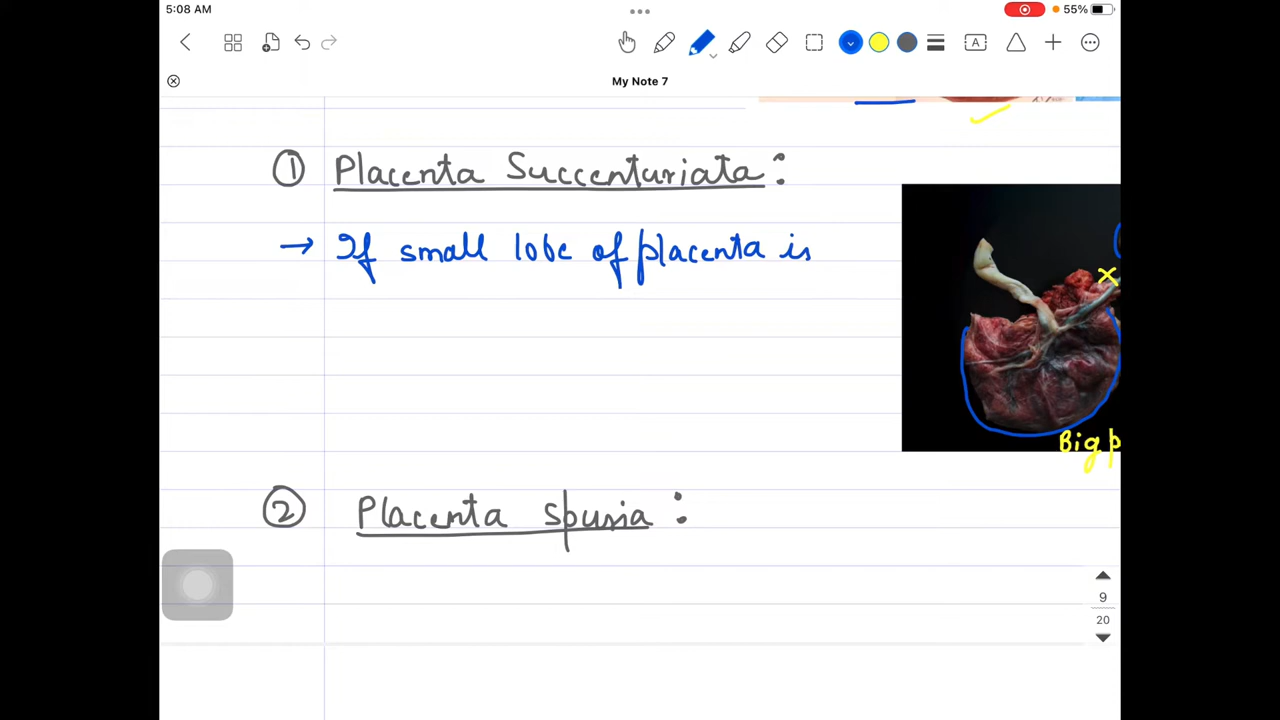 5:08 AM
55%
A
My Note 7
① Placenta Succenturiata :
→ If small lobe of placenta is
x
Big p
② Placenta spuria :
9
20